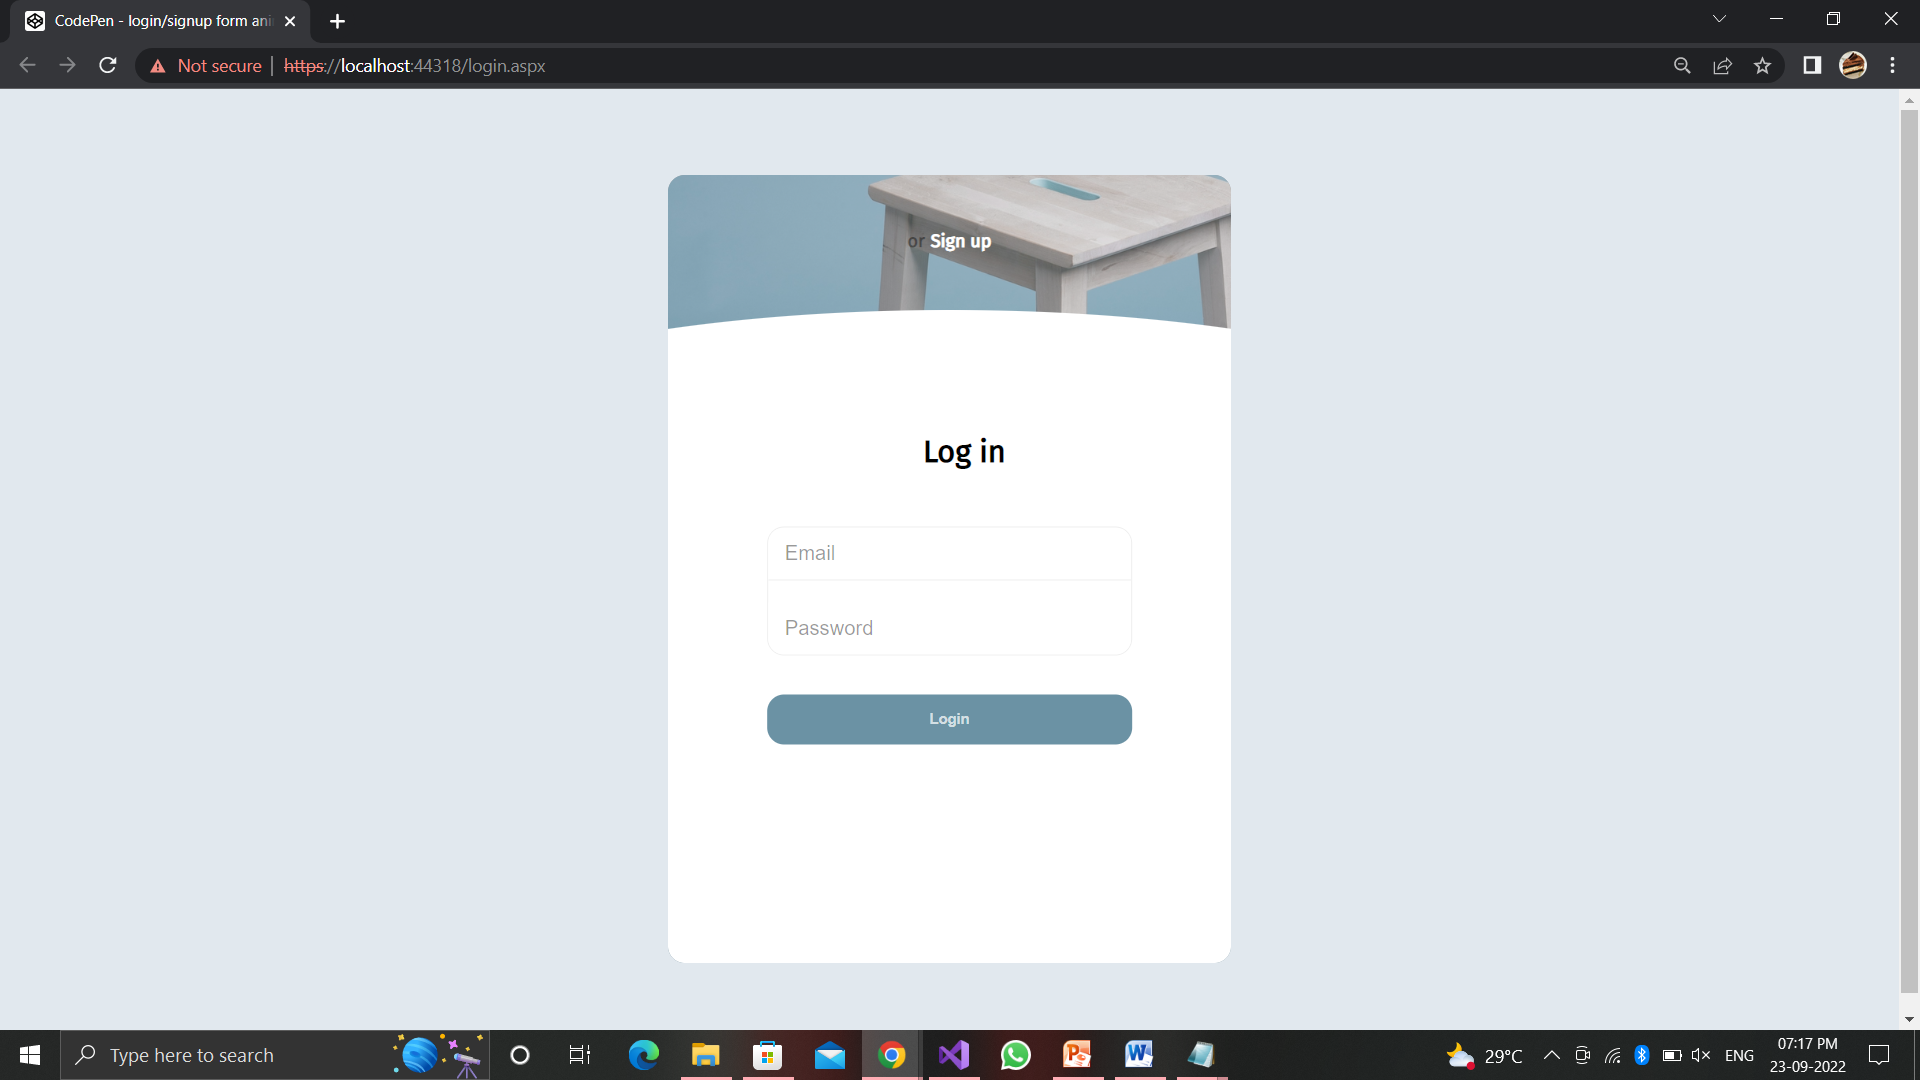 CodePen - login/signup form ani
Not secure | https://localhost:44318/login.aspx
or Sign up
Log in
Email
Password
Login
Type here to search
29°C
ENG
07:17 PM
23-09-2022